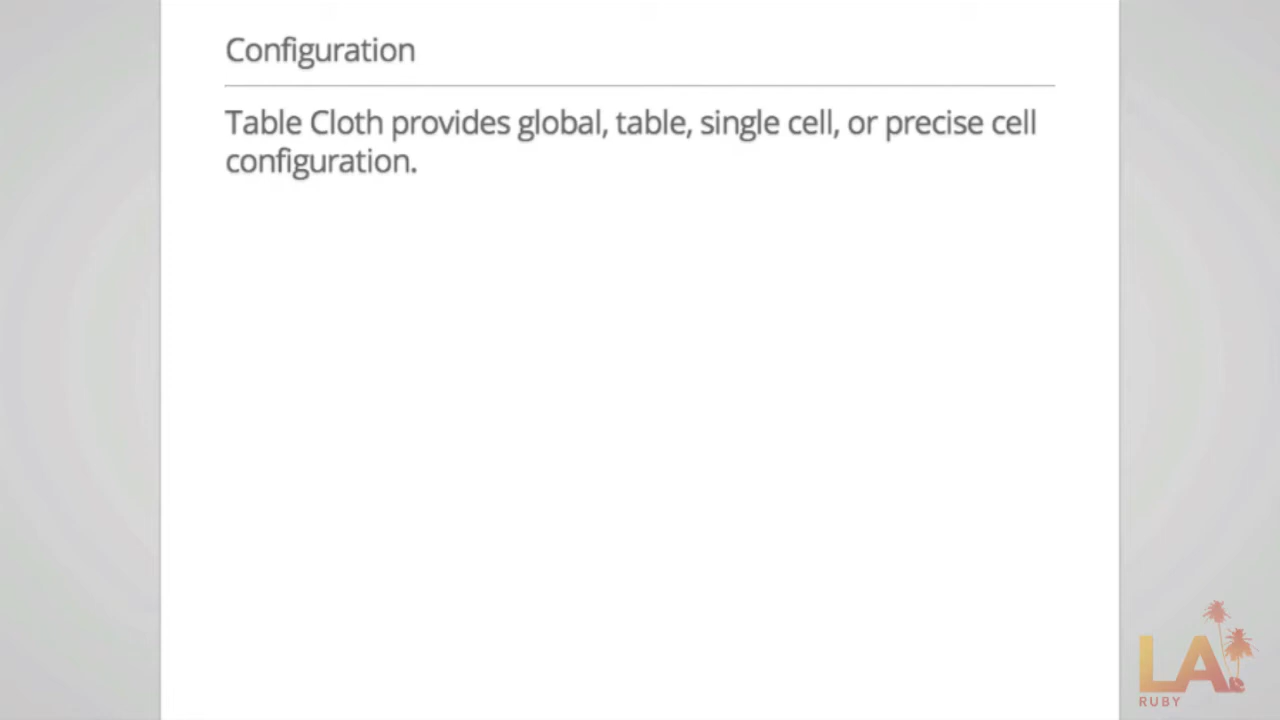 Configuration
Table Cloth provides global, table, single cell, or precise cell
configuration.
LA
RUBY